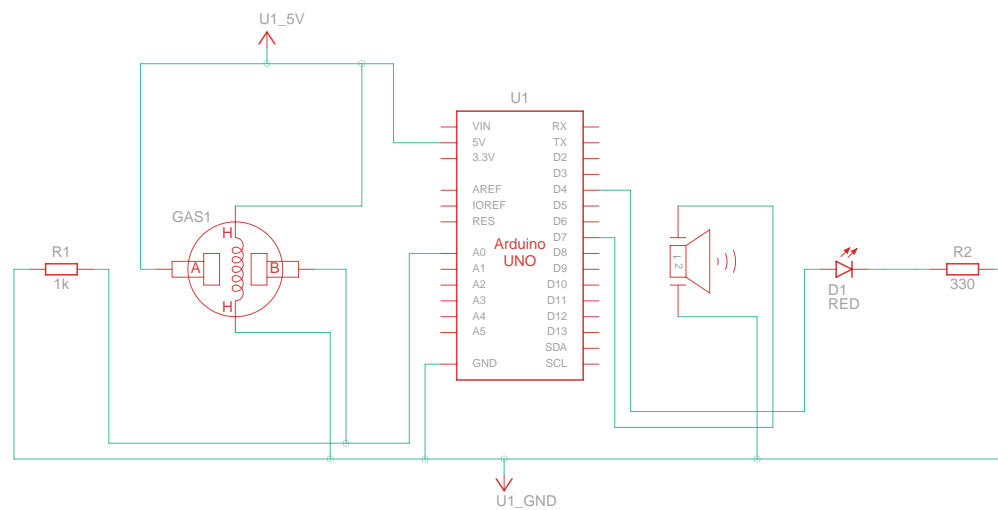 U1_5V
U1
VIN
5V
3.3V
AREF
IOREF
RES
A0
A1
A2
A3
A4
A5
GND
RX
TX
D2
D3
D4
D5
D6
D7
D8
D9
D10
D11
D12
D13
SDA
SCL
Arduino
UNO
GAS1
H
A
B
H
R1
1k
1 2
D1
RED
R2
330
U1_GND